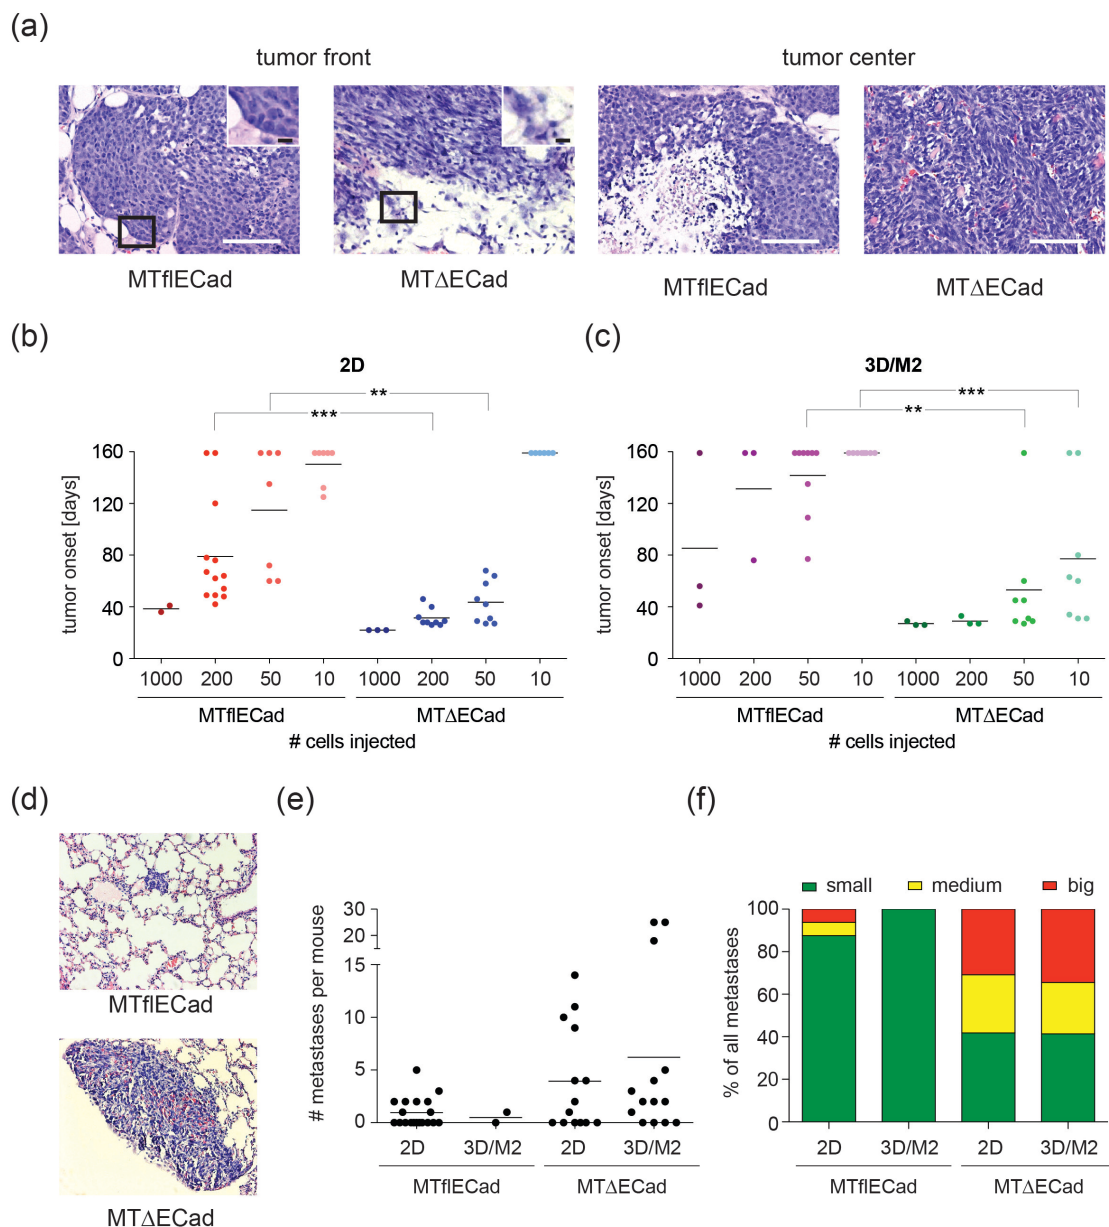 (a)
tumor front
tumor center
MTflECad
MTΔECad
MTflECad
MTΔECad
(b)
2D
**
***
tumor onset [days]
160
120
80
40
0
1000
200
50
10
1000
200
50
10
MTflECad
MTΔECad
# cells injected
(c)
3D/M2
***
**
tumor onset [days]
160
120
80
40
0
1000
200
50
10
1000
200
50
10
MTflECad
MTΔECad
# cells injected
(d)
MTflECad
MTΔECad
(e)
# metastases per mouse
30
20
15
10
5
0
2D
3D/M2
2D
3D/M2
MTflECad
MTΔECad
(f)
small
medium
big
% of all metastases
100
80
60
40
20
0
2D
3D/M2
2D
3D/M2
MTflECad
MTΔECad